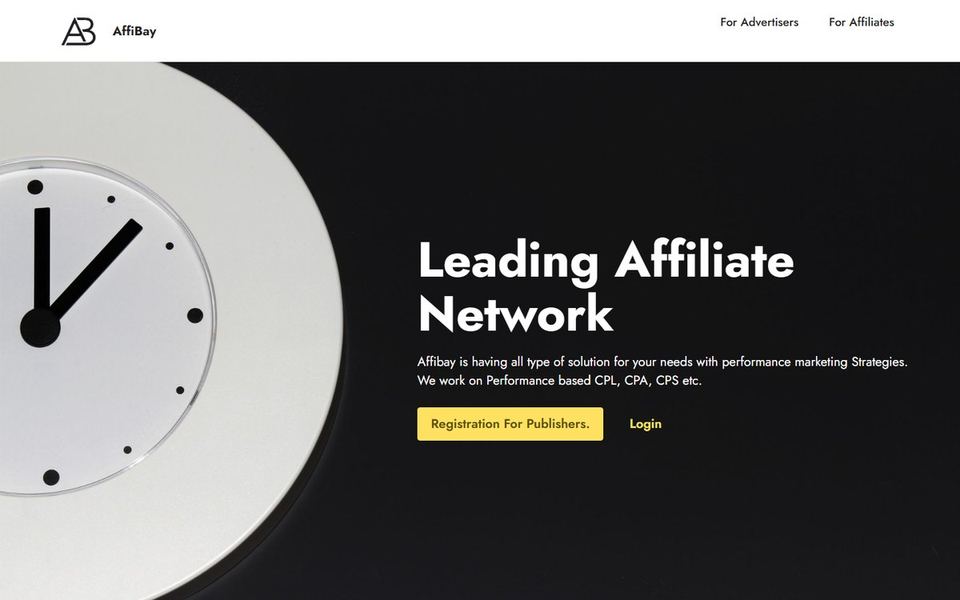 AB
AffiBay
For Advertisers
For Affiliates
Leading Affiliate
Network
Affibay is having all type of solution for your needs with performance marketing Strategies.
We work on Performance based CPL, CPA, CPS etc.
Registration For Publishers.
Login